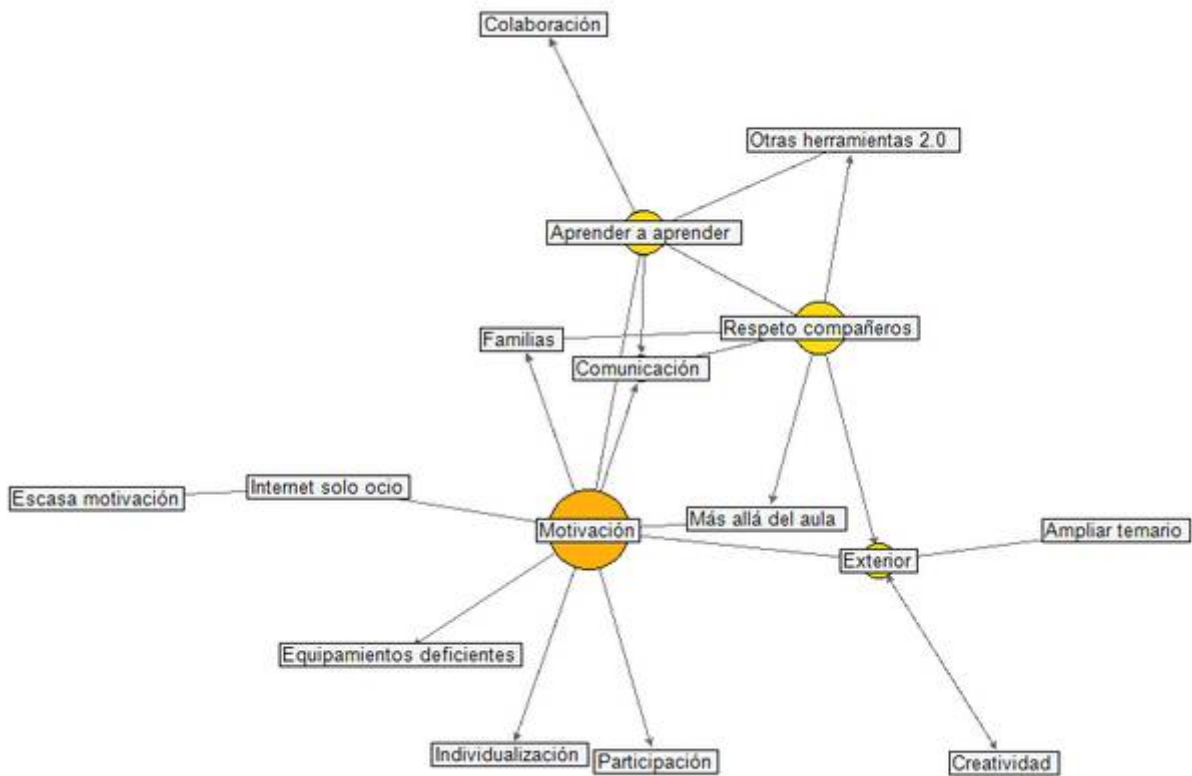 Colaboración
Otras herramientas 2.0
Aprender a aprender
Respeto compañeros
Familias
Comunicación
Internet solo ocio
Escasa motivación
Más allá del aula
Motivación
Ampliar temario
Exterior
Equipamientos deficientes
Individualización
Participación
Creatividad